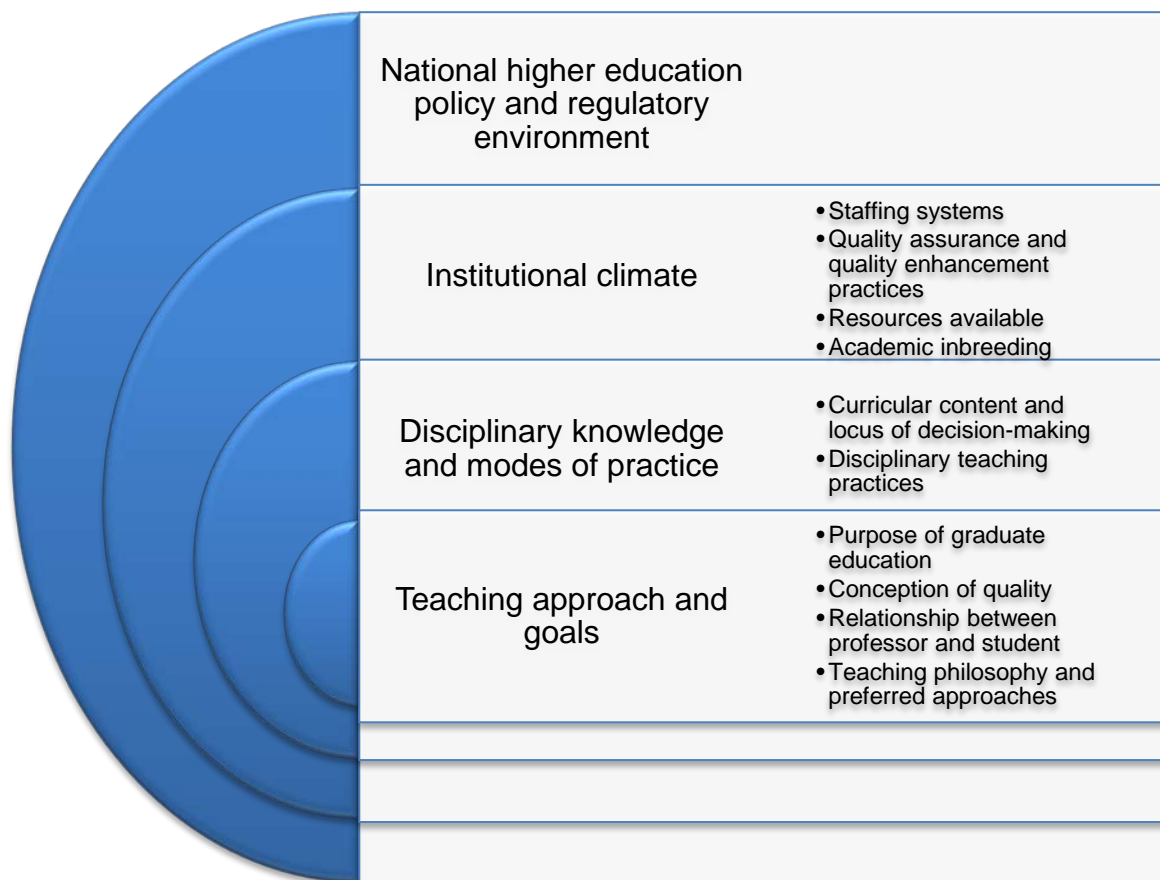 National higher education
policy and regulatory
environment
Institutional climate
•Staffing systems
•Quality assurance and
quality enhancement
practices
•Resources available
•Academic inbreeding
Disciplinary knowledge
and modes of practice
•Curricular content and
locus of decision-making
•Disciplinary teaching
practices
Teaching approach and
goals
•Purpose of graduate
education
•Conception of quality
•Relationship between
professor and student
•Teaching philosophy and
preferred approaches